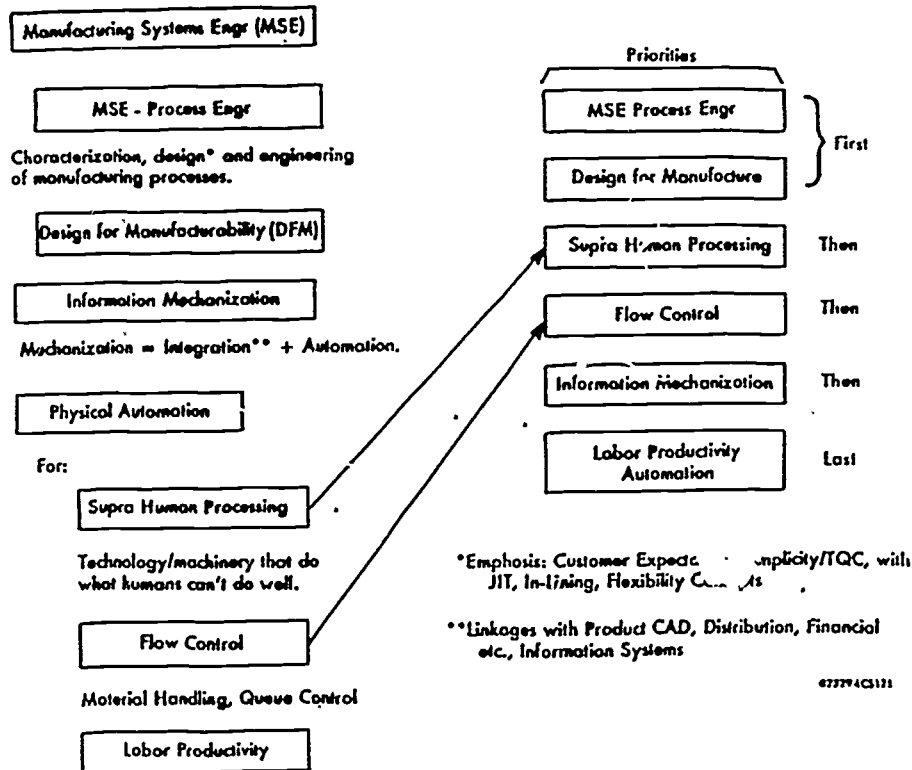 Manufacturing Systems Engr (MSE)
MSE - Process Engr
Characterization, design* and engineering
of manufacturing processes.
Design for Manufacturability (DFM)
Information Mechanization
Mechanization = Integration** + Automation.
Physical Automation
For:
Supra Human Processing
Technology/machinery that do
what humans can't do well.
Flow Control
Material Handling, Queue Control
Labor Productivity
Priorities
MSE Process Engr
Design for Manufacture
First
Supra Human Processing
Then
Flow Control
Then
Information Mechanization
Then
Labor Productivity
Automation
Last
*Emphasis: Customer /TQC, with
JIT, In-Lining, Flexibility
**Linkages with Product CAD, Distribution, Financial
etc., Information Systems